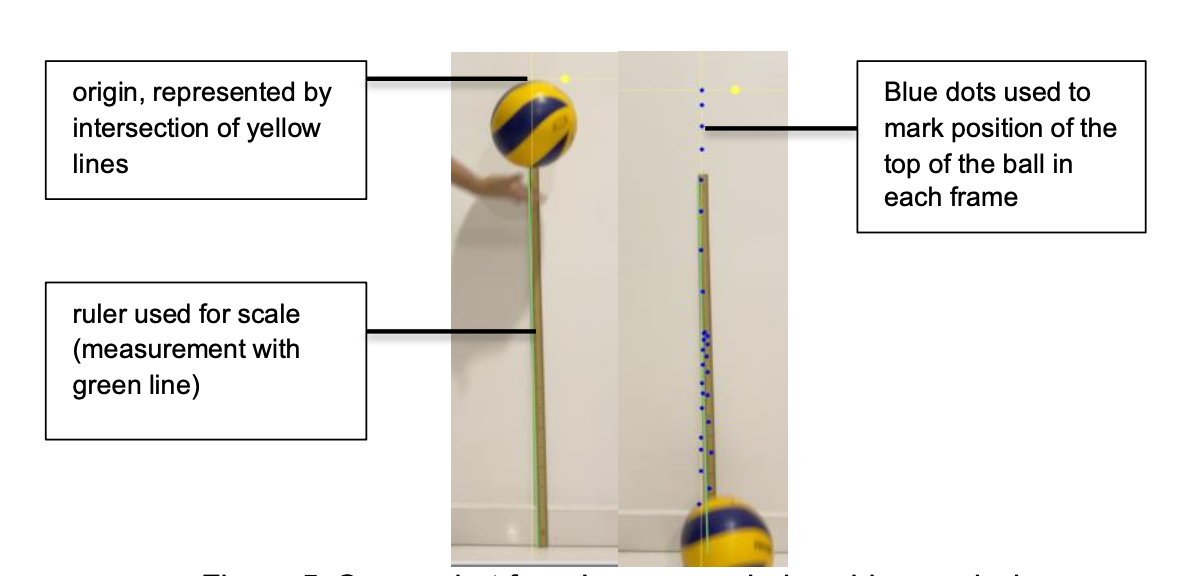 origin, represented by
intersection of yellow
lines
Blue dots used to
mark position of the
top of the ball in
each frame
ruler used for scale
(measurement with
green line)